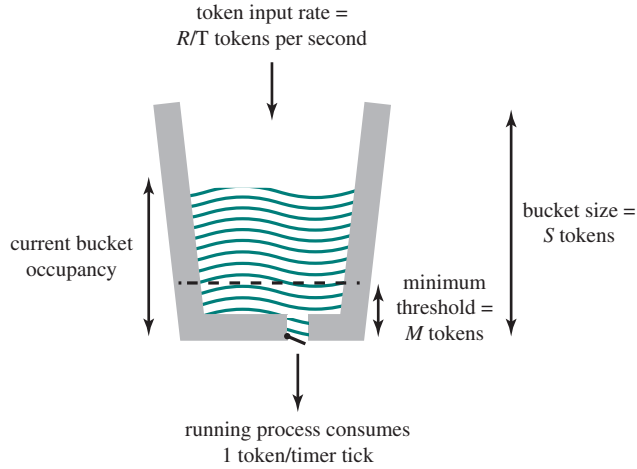 token input rate =
R/T tokens per second
current bucket
occupancy
bucket size =
S tokens
minimum
threshold =
M tokens
running process consumes
1 token/timer tick